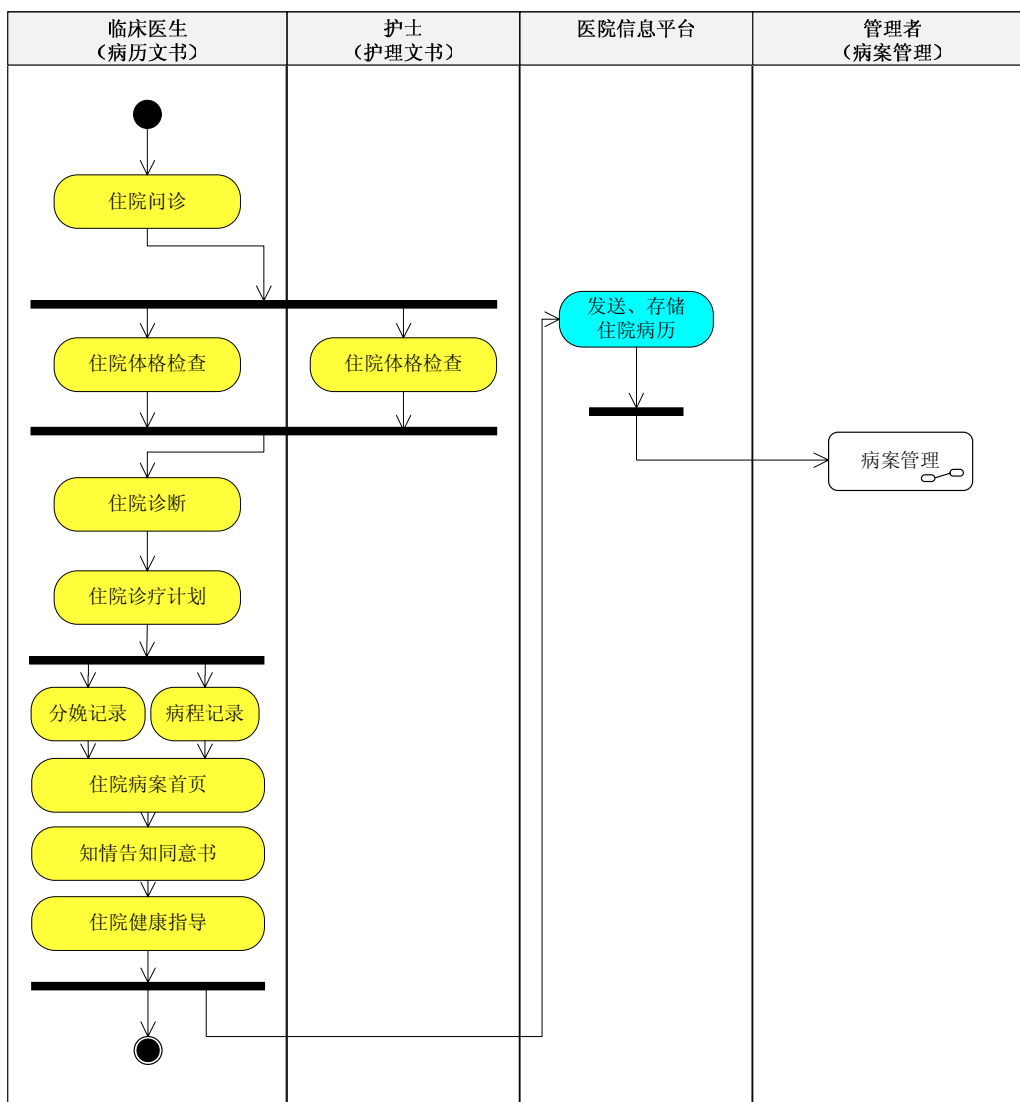 临床医生
（病历文书）
护士
（护理文书）
医院信息平台
管理者
（病案管理）
住院问诊
发送、存储
住院病历
住院体格检查
住院体格检查
病案管理
住院诊断
住院诊疗计划
分娩记录
病程记录
住院病案首页
知情告知同意书
住院健康指导